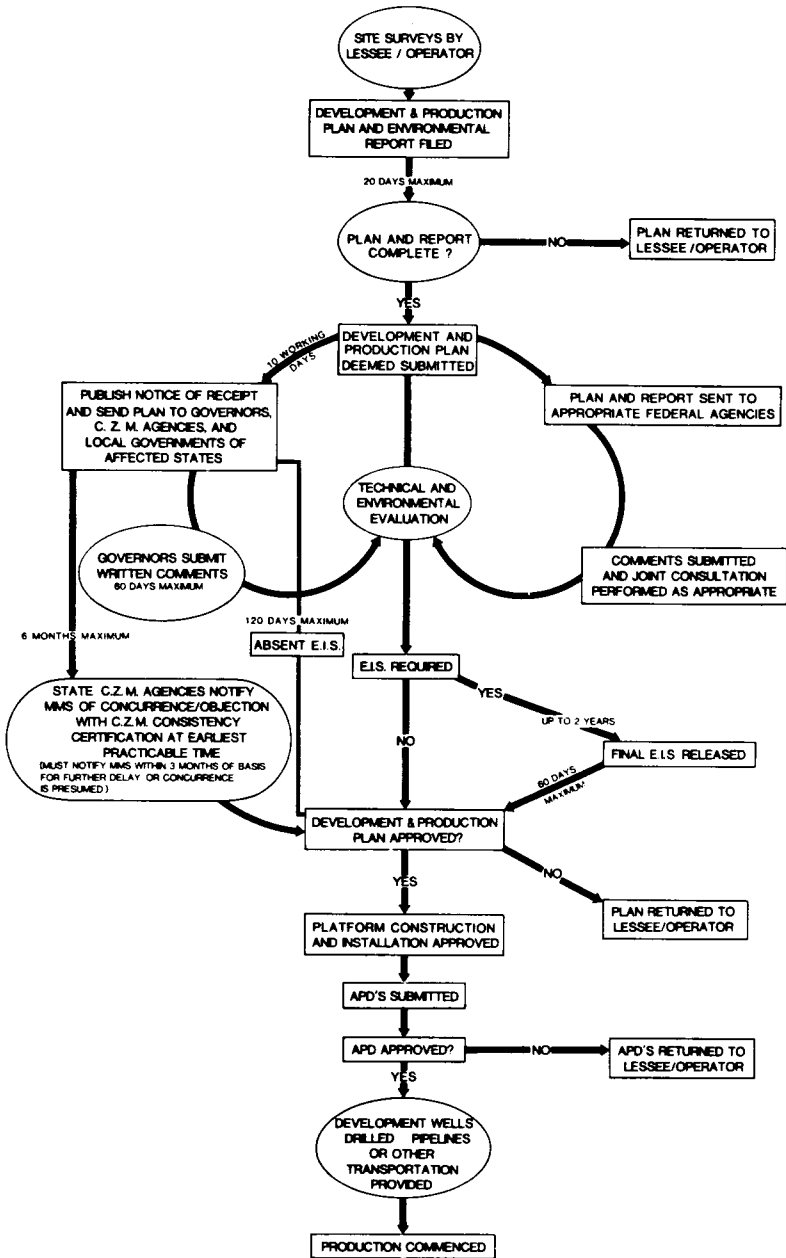 SITE SURVEYS BY
LESSEE / OPERATOR
DEVELOPMENT & PRODUCTION
PLAN AND ENVIRONMENTAL
REPORT FILED
20 DAYS MAXIMUM
PLAN AND REPORT
COMPLETE ?
NO
PLAN RETURNED TO
LESSEE/OPERATOR
YES
DEVELOPMENT AND
PRODUCTION PLAN
DEEMED SUBMITTED
10 WORKING
DAYS
PUBLISH NOTICE OF RECEIPT
AND SEND PLAN TO GOVERNORS,
C. Z. M. AGENCIES, AND
LOCAL GOVERNMENTS OF
AFFECTED STATES
PLAN AND REPORT SENT TO
APPROPRIATE FEDERAL AGENCIES
TECHNICAL AND
ENVIRONMENTAL
EVALUATION
GOVERNORS SUBMIT
WRITTEN COMMENTS
60 DAYS MAXIMUM
COMMENTS SUBMITTED
AND JOINT CONSULTATION
PERFORMED AS APPROPRIATE
6 MONTHS MAXIMUM
120 DAYS MAXIMUM
ABSENT E.I.S.
E.I.S. REQUIRED
YES
UP TO 2 YEARS
NO
FINAL E.I.S RELEASED
60 DAYS
MAXIMUM
STATE C.Z.M. AGENCIES NOTIFY
MMS OF CONCURRENCE/OBJECTION
WITH C.Z.M. CONSISTENCY
CERTIFICATION AT EARLIEST
PRACTICABLE TIME
(MUST NOTIFY MMS WITHIN 3 MONTHS OF BASIS
FOR FURTHER DELAY OR CONCURRENCE
IS PRESUMED)
DEVELOPMENT & PRODUCTION
PLAN APPROVED?
NO
PLAN RETURNED TO
LESSEE/OPERATOR
YES
PLATFORM CONSTRUCTION
AND INSTALLATION APPROVED
APD'S SUBMITTED
APD APPROVED?
NO
APD'S RETURNED TO
LESSEE/OPERATOR
YES
DEVELOPMENT WELLS
DRILLED PIPELINES
OR OTHER
TRANSPORTATION
PROVIDED
PRODUCTION COMMENCED